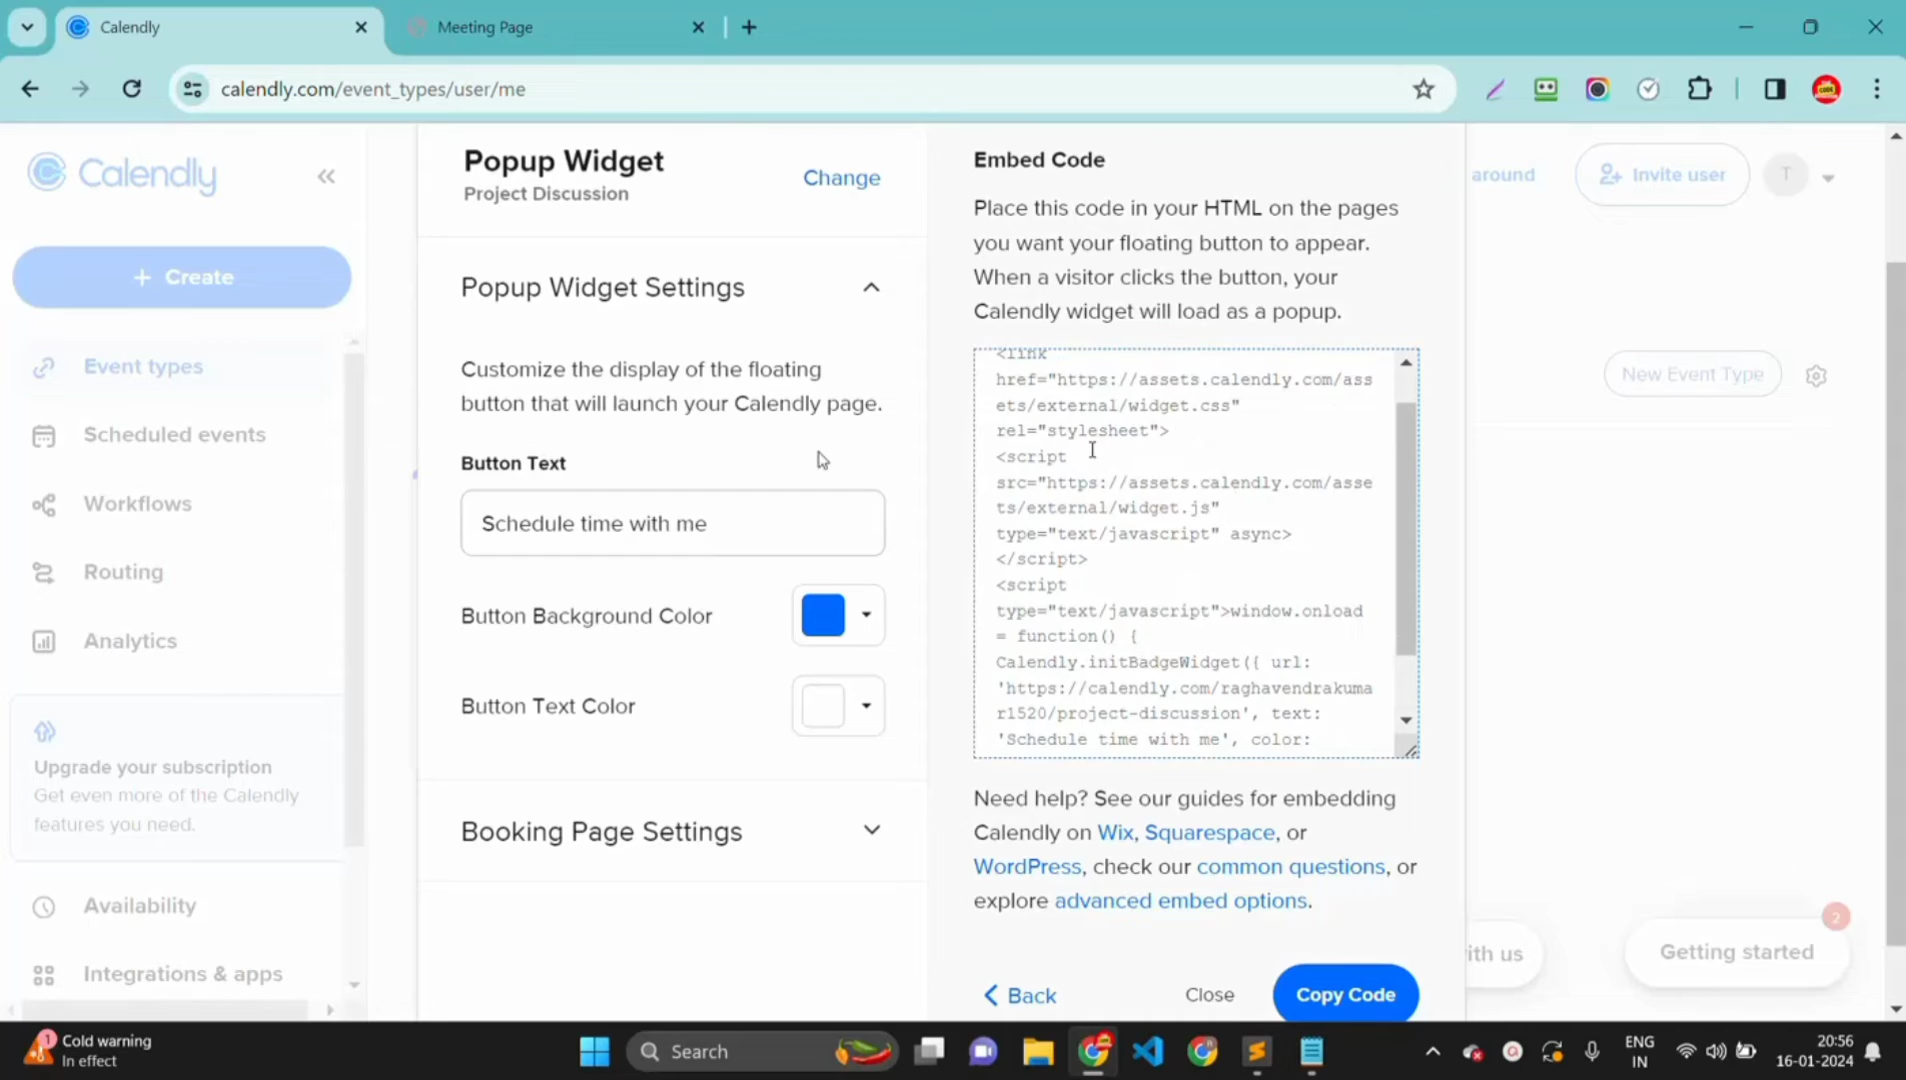 Calendly
Meeting Page
calendly.com/event_types/user/me
Calendly
Create
Event types
Scheduled events
Workflows
Routing
Analytics
Upgrade your subscription
Get even more of the Calendly
features you need.
Availability
Integrations & apps
Popup Widget
Project Discussion
Change
Popup Widget Settings
Customize the display of the floating
button that will launch your Calendly page.
Button Text
Schedule time with me
Button Background Color
Button Text Color
Booking Page Settings
Embed Code
Place this code in your HTML on the pages
you want your floating button to appear.
When a visitor clicks the button, your
Calendly widget will load as a popup.
<link
href="https://assets.calendly.com/ass
ets/external/widget.css"
rel="stylesheet">
<script
src="https://assets.calendly.com/asse
ts/external/widget.js"
type="text/javascript" async>
</script>
<script
type="text/javascript">window.onload
= function() {
Calendly.initBadgeWidget({ url:
'https://calendly.com/raghavendrakuma
r1520/project-discussion', text:
'Schedule time with me', color:
Need help? See our guides for embedding
Calendly on Wix, Squarespace, or
WordPress, check our common questions, or
explore advanced embed options.
Back
Close
Copy Code
around
Invite user
T
New Event Type
ith us
Getting started
2
1
Cold warning
In effect
Search
ENG
IN
20:56
16-01-2024